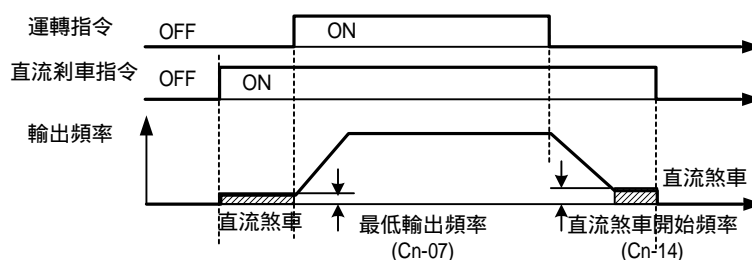 運轉指令 OFF ON
直流剎車指令 OFF ON
輸出頻率
直流煞車
直流煞車 最低輸出頻率 直流煞車開始頻率
(Cn-07) (Cn-14)